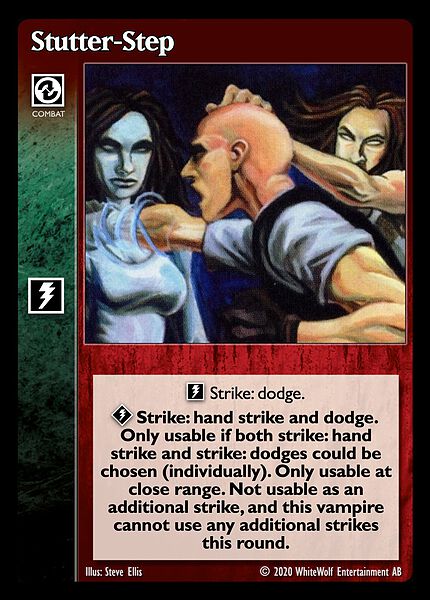 Stutter-Step
COMBAT
Strike: dodge.
Strike: hand strike and dodge.
Only usable if both strike: hand
strike and strike: dodges could be
chosen (individually). Only usable at
close range. Not usable as an
additional strike, and this vampire
cannot use any additional strikes
this round.
Illus: Steve Ellis
© 2020 WhiteWolf Entertainment AB